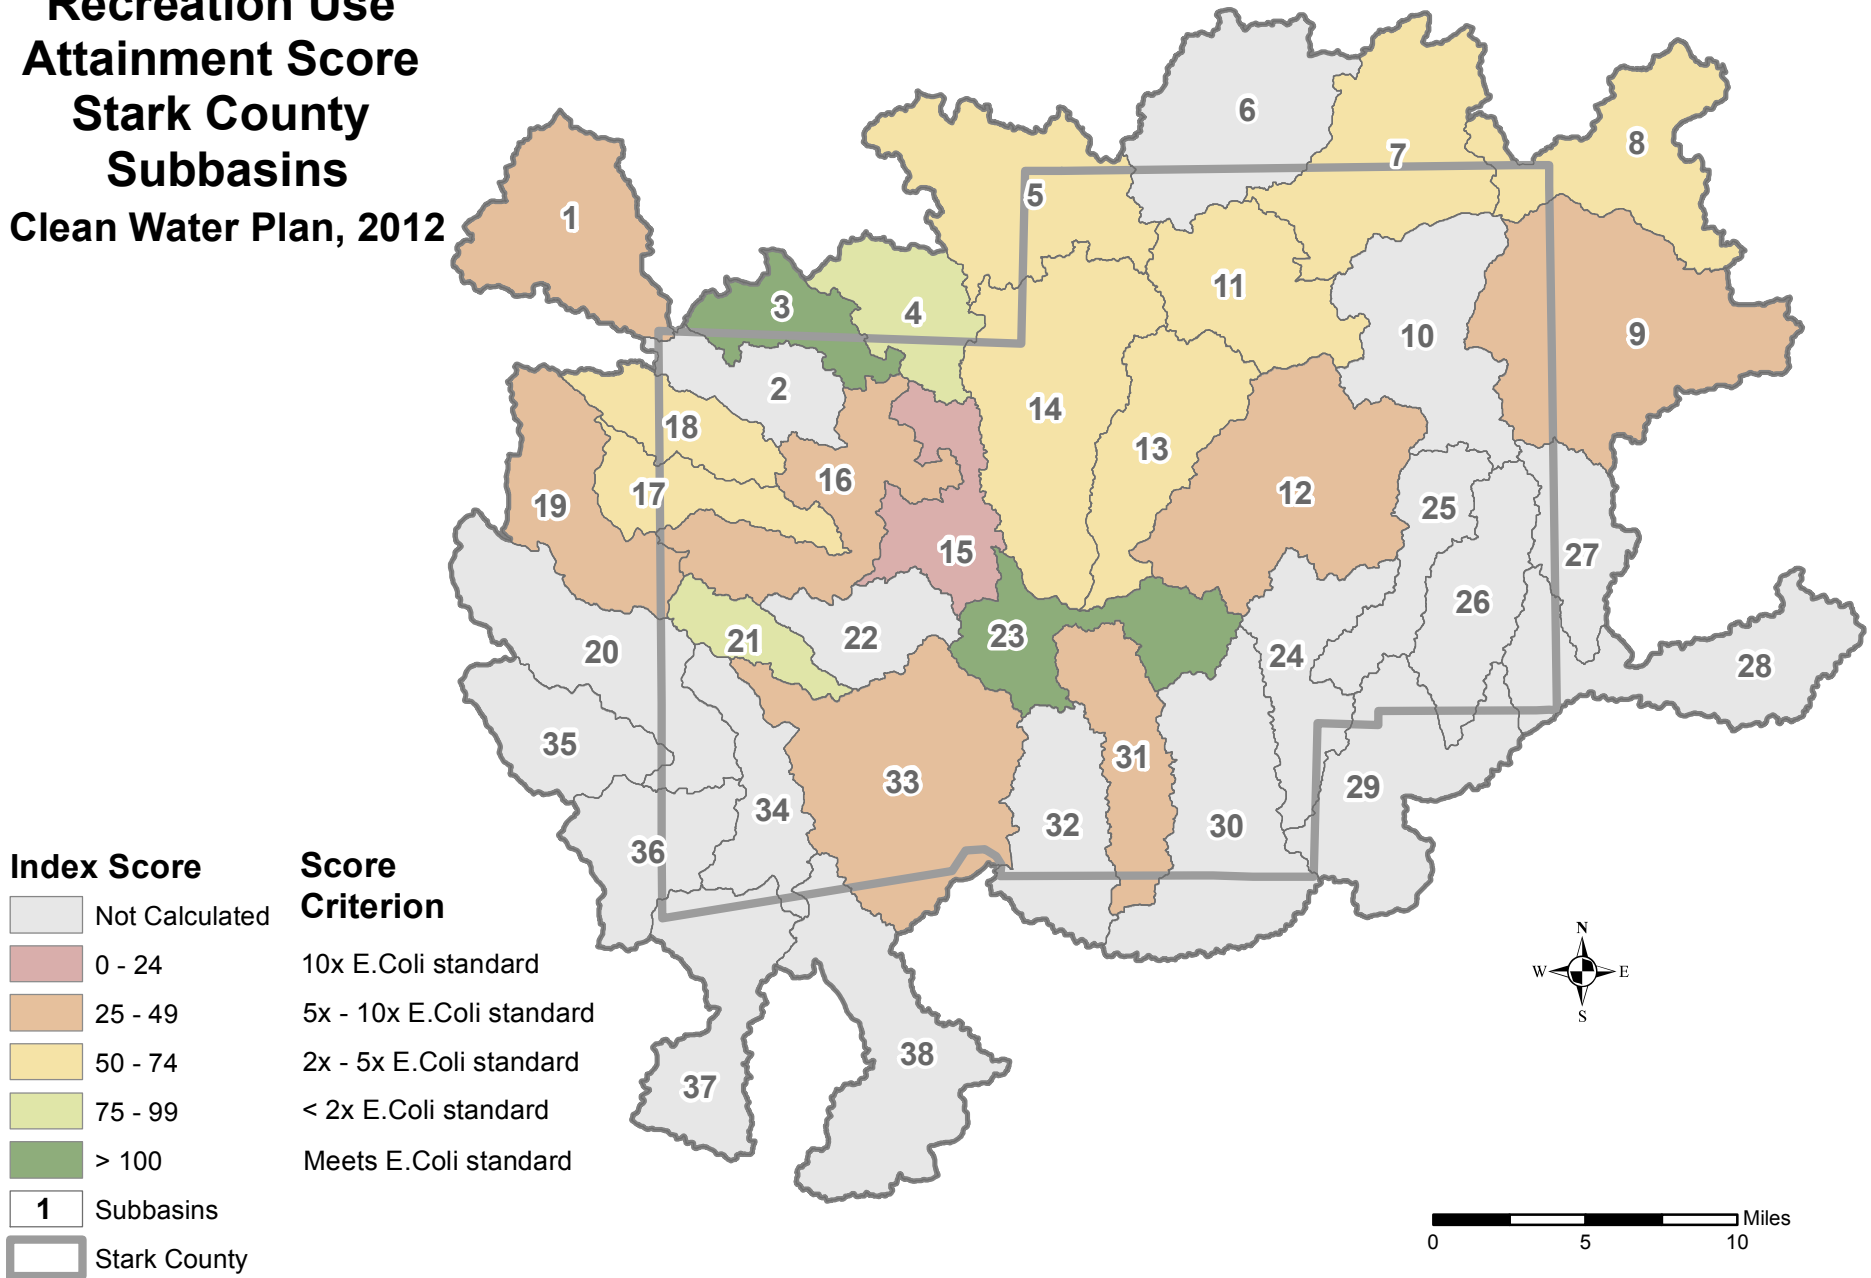 Recreation Use
Attainment Score
Stark County
Subbasins
Clean Water Plan, 2012
1
2
3
4
5
6
7
8
9
10
11
12
13
14
15
16
17
18
19
20
21
22
23
24
25
26
27
28
29
30
31
32
33
34
35
36
37
38
Index Score
Score
Criterion
Not Calculated
0 - 24
10x E.Coli standard
25 - 49
5x - 10x E.Coli standard
50 - 74
2x - 5x E.Coli standard
75 - 99
< 2x E.Coli standard
> 100
Meets E.Coli standard
1
Subbasins
Stark County
N
W
E
S
Miles
0
5
10